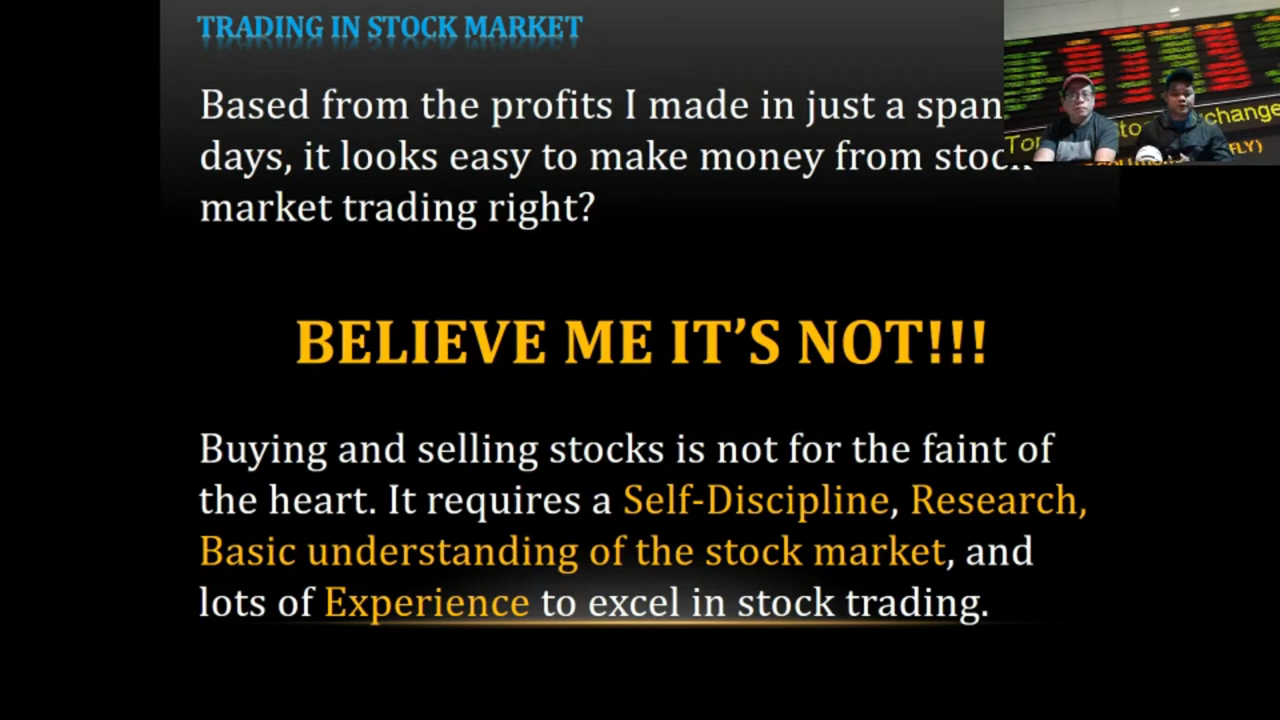 TRADING IN STOCK MARKET
Based from the profits I made in just a span
days, it looks easy to make money from stock
market trading right?
BELIEVE ME IT'S NOT!!!
Buying and selling stocks is not for the faint of
the heart. It requires a Self-Discipline, Research,
Basic understanding of the stock market, and
lots of Experience to excel in stock trading.
FLY)